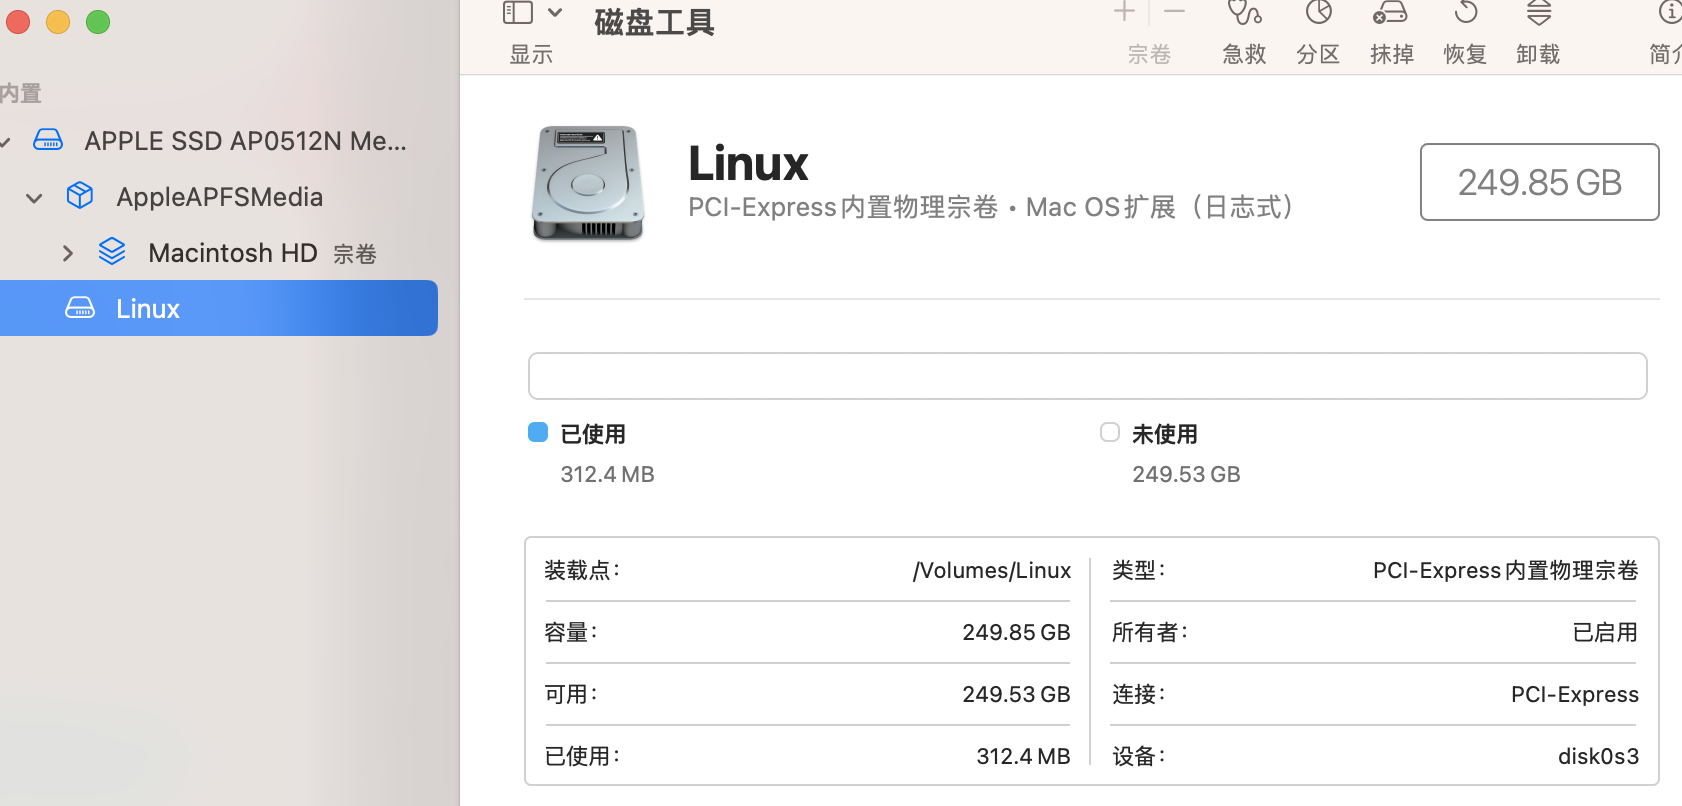 磁盘工具
显示
宗卷
急救
分区
抹掉
恢复
卸载
简介
内置
APPLE SSD AP0512N Me...
AppleAPFSMedia
Macintosh HD 宗卷
Linux
Linux
PCI-Express内置物理宗卷 • Mac OS扩展（日志式）
249.85 GB
已使用
312.4 MB
未使用
249.53 GB
装载点： /Volumes/Linux
容量： 249.85 GB
可用： 249.53 GB
已使用： 312.4 MB
类型： PCI-Express内置物理宗卷
所有者： 已启用
连接： PCI-Express
设备： disk0s3